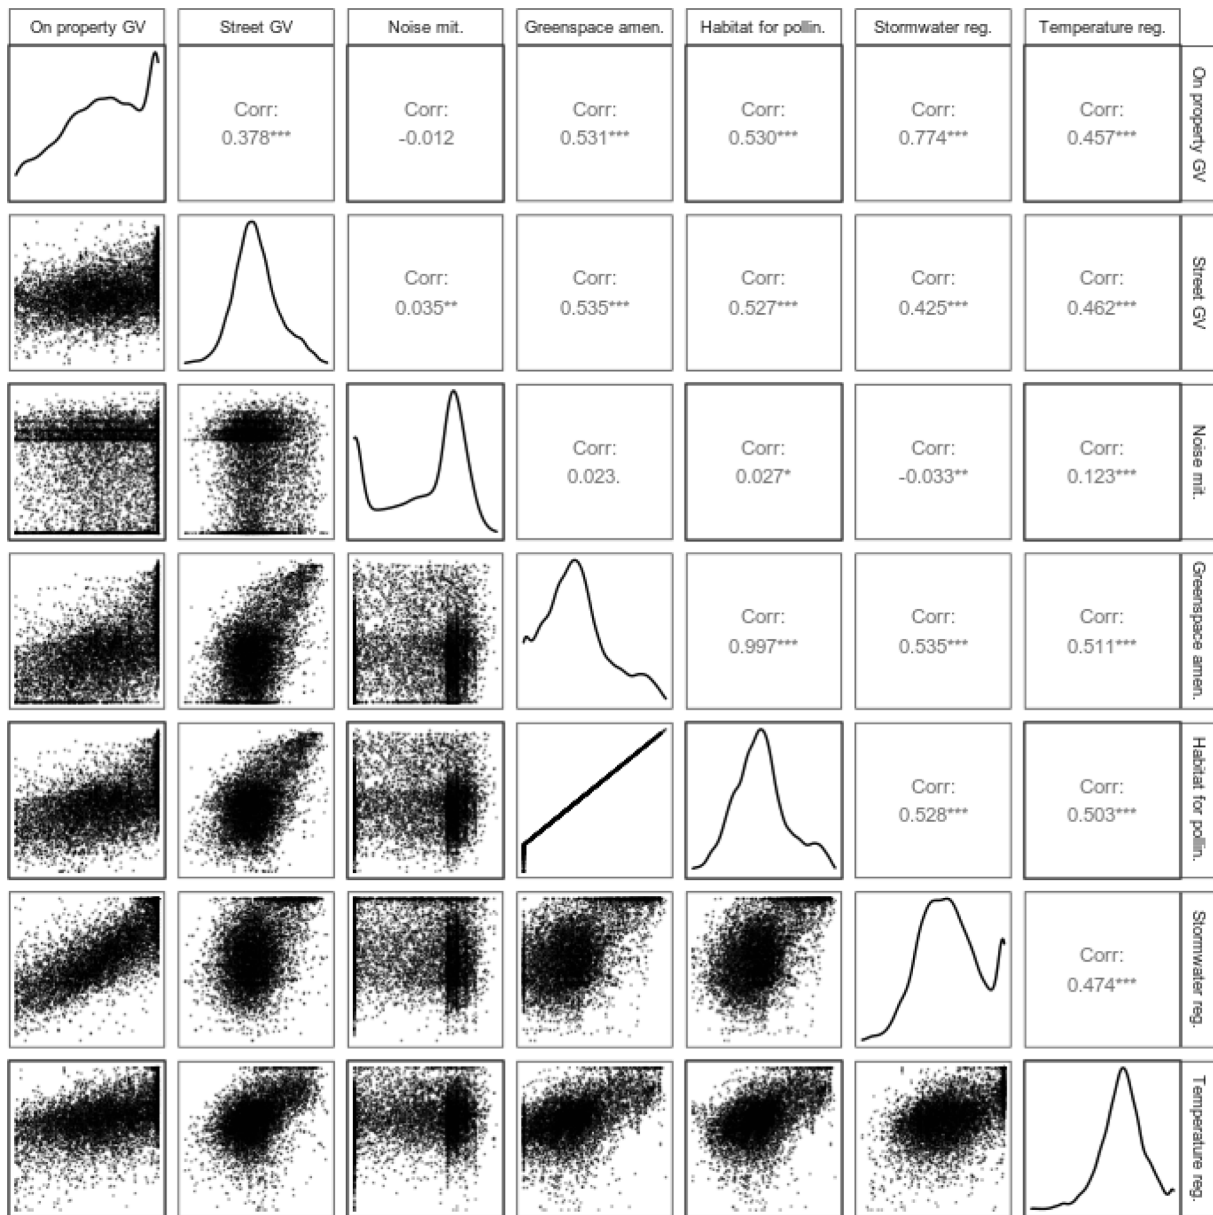 On property GV
Street GV
Noise mit.
Greenspace amen.
Habitat for pollin.
Stormwater reg.
Temperature reg.
Corr:
0.378***
Corr:
-0.012
Corr:
0.531***
Corr:
0.530***
Corr:
0.774***
Corr:
0.457***
On property GV
Corr:
0.035**
Corr:
0.535***
Corr:
0.527***
Corr:
0.425***
Corr:
0.462***
Street GV
Corr:
0.023.
Corr:
0.027*
Corr:
-0.033**
Corr:
0.123***
Noise mit.
Corr:
0.997***
Corr:
0.535***
Corr:
0.511***
Greenspace amen.
Corr:
0.528***
Corr:
0.503***
Habitat for pollin.
Corr:
0.474***
Stormwater reg.
Temperature reg.